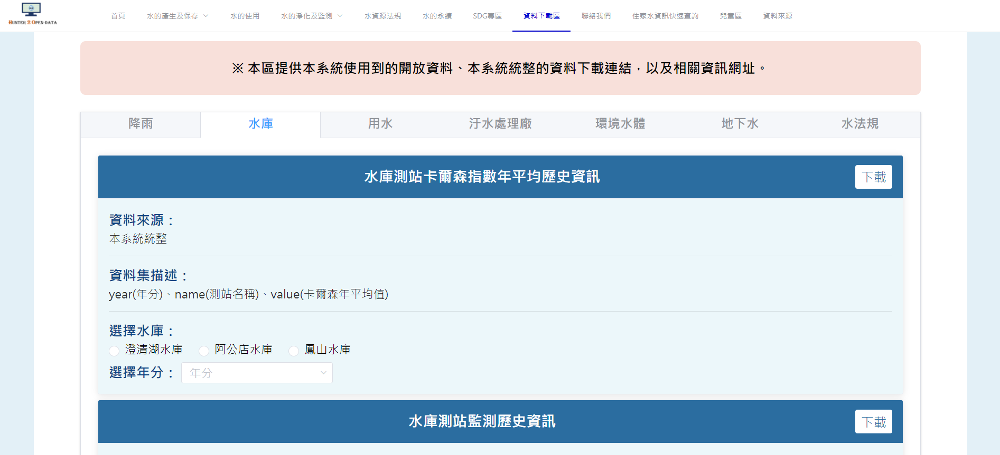 HUNTER 2 OPEN-DATA
首頁 水的產生及保存 水的使用 水的淨化及監測 水資源法規 水的永續 SDG專區 資料下載區 聯絡我們 住家水資訊快速查詢 兒童區 資料來源
※ 本區提供本系統使用到的開放資料、本系統統整的資料下載連結，以及相關資訊網址。
降雨 水庫 用水 汙水處理廠 環境水體 地下水 水法規
水庫測站卡爾森指數年平均歷史資訊 下載
資料來源：
本系統統整
資料集描述：
year(年分)、name(測站名稱)、value(卡爾森年平均值)
選擇水庫：
澄清湖水庫 阿公店水庫 鳳山水庫
選擇年分： 年分
水庫測站監測歷史資訊 下載